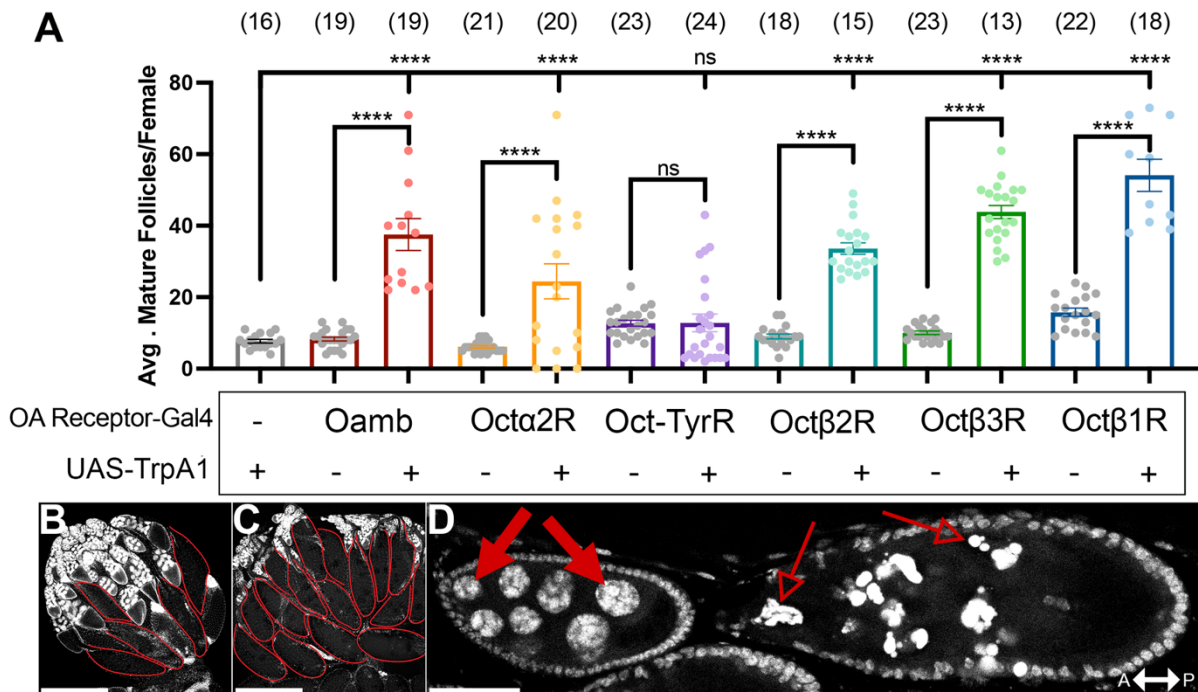 A
(16) (19) (19) (21) (20) (23) (24) (18) (15) (23) (13) (22) (18)
**** **** ns **** **** ****
**** **** ns **** **** ****
Avg . Mature Follicles/Female
80
60
40
20
0
OA Receptor-Gal4 - Oamb Octα2R Oct-TyrR Octβ2R Octβ3R Octβ1R
UAS-TrpA1 + - + - + - + - + - + - +
B C D
A P